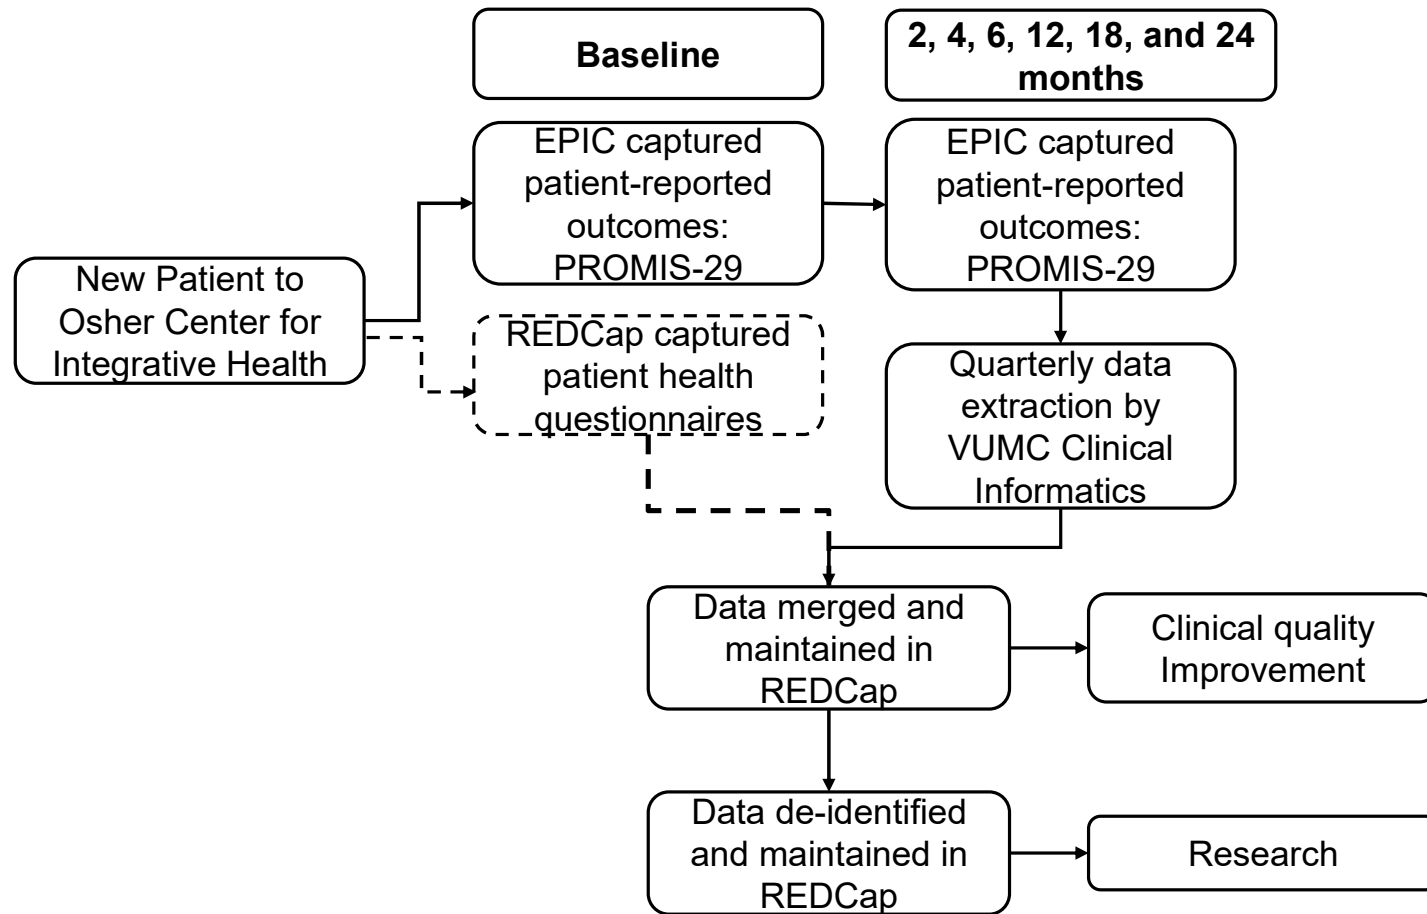 Baseline
2, 4, 6, 12, 18, and 24
months
EPIC captured
patient-reported
outcomes:
PROMIS-29
EPIC captured
patient-reported
outcomes:
PROMIS-29
New Patient to
Osher Center for
Integrative Health
REDCap captured
patient health
questionnaires
Quarterly data
extraction by
VUMC Clinical
Informatics
Data merged and
maintained in
REDCap
Clinical quality
Improvement
Data de-identified
and maintained in
REDCap
Research